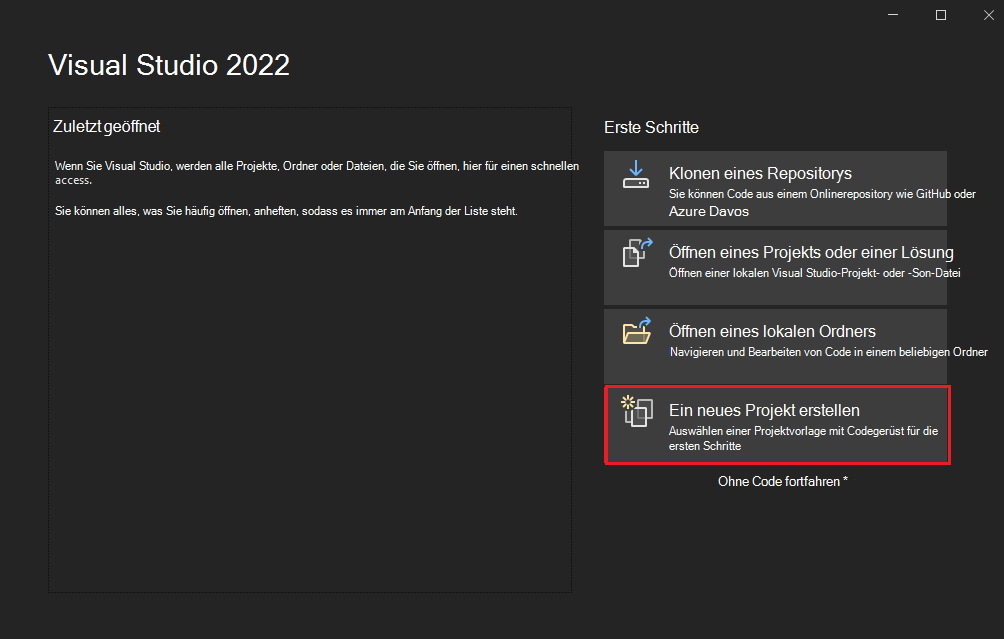 Visual Studio 2022
Zuletzt geöffnet
Wenn Sie Visual Studio, werden alle Projekte, Ordner oder Dateien, die Sie öffnen, hier für einen schnellen
access.
Sie können alles, was Sie häufig öffnen, anheften, sodass es immer am Anfang der Liste steht.
Erste Schritte
Klonen eines Repositorys
Sie können Code aus einem Onlinerepository wie GitHub oder
Azure Davos
Öffnen eines Projekts oder einer Lösung
Öffnen einer lokalen Visual Studio-Projekt- oder -Son-Datei
Öffnen eines lokalen Ordners
Navigieren und Bearbeiten von Code in einem beliebigen Ordner
Ein neues Projekt erstellen
Auswählen einer Projektvorlage mit Codegerüst für die
ersten Schritte
Ohne Code fortfahren *